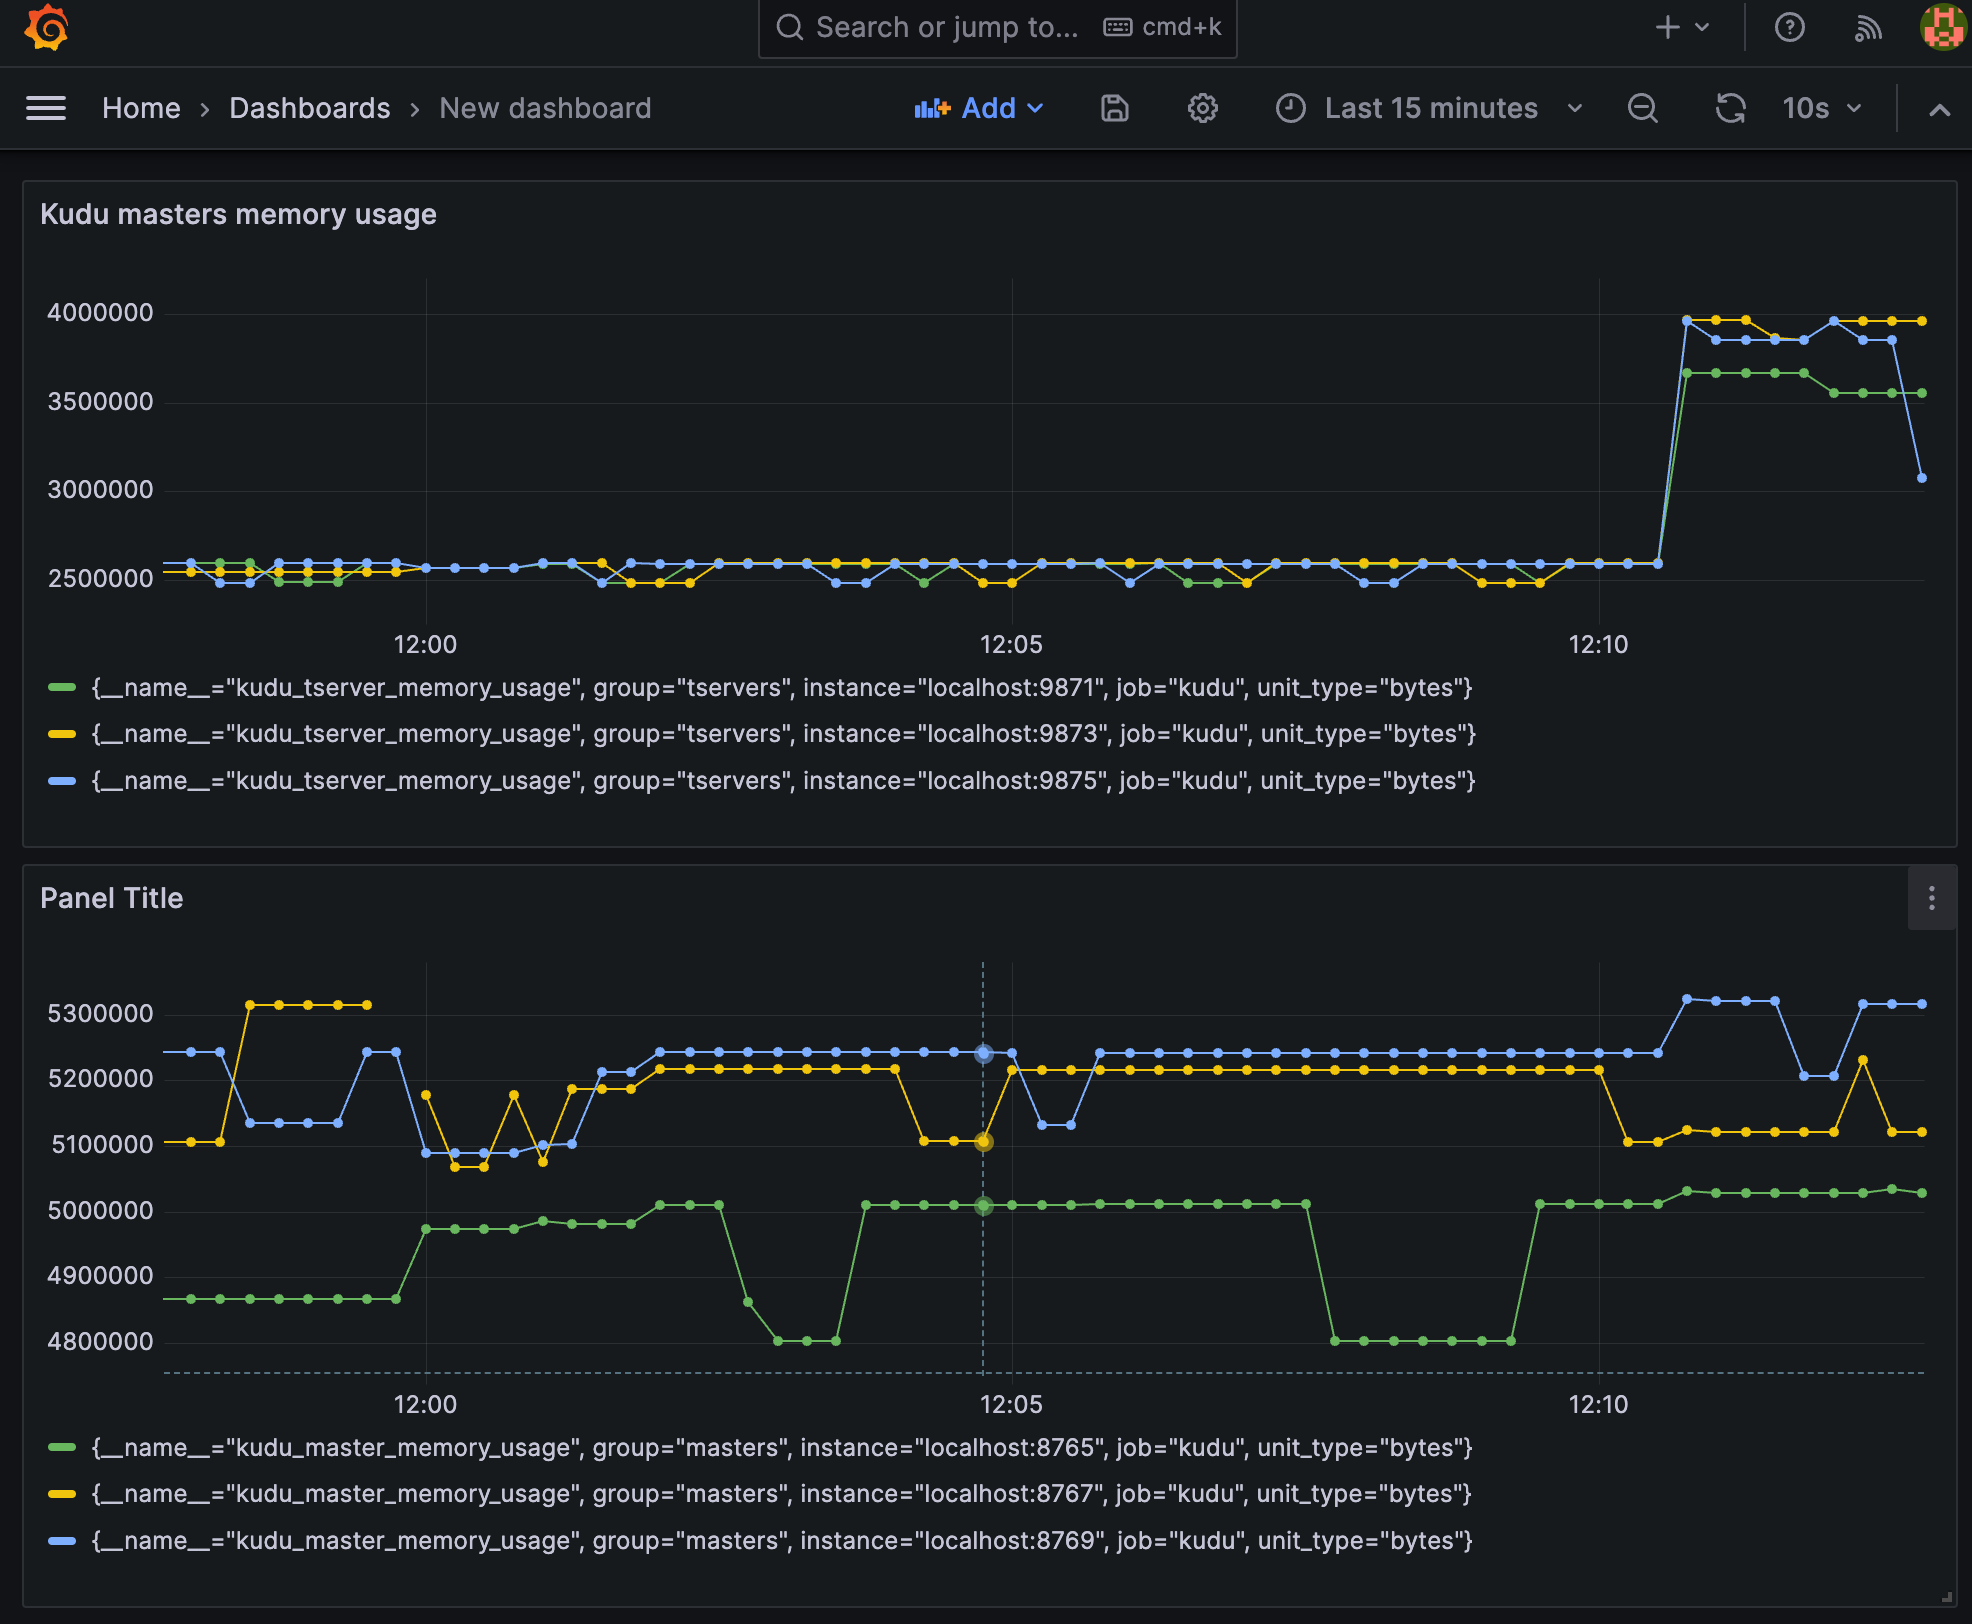 Search or jump to... cmd+k
Home › Dashboards › New dashboard Add Last 15 minutes 10s
Kudu masters memory usage
4000000
3500000
3000000
2500000
12:00 12:05 12:10
{__name__="kudu_tserver_memory_usage", group="tservers", instance="localhost:9871", job="kudu", unit_type="bytes"}
{__name__="kudu_tserver_memory_usage", group="tservers", instance="localhost:9873", job="kudu", unit_type="bytes"}
{__name__="kudu_tserver_memory_usage", group="tservers", instance="localhost:9875", job="kudu", unit_type="bytes"}
Panel Title
5300000
5200000
5100000
5000000
4900000
4800000
12:00 12:05 12:10
{__name__="kudu_master_memory_usage", group="masters", instance="localhost:8765", job="kudu", unit_type="bytes"}
{__name__="kudu_master_memory_usage", group="masters", instance="localhost:8767", job="kudu", unit_type="bytes"}
{__name__="kudu_master_memory_usage", group="masters", instance="localhost:8769", job="kudu", unit_type="bytes"}